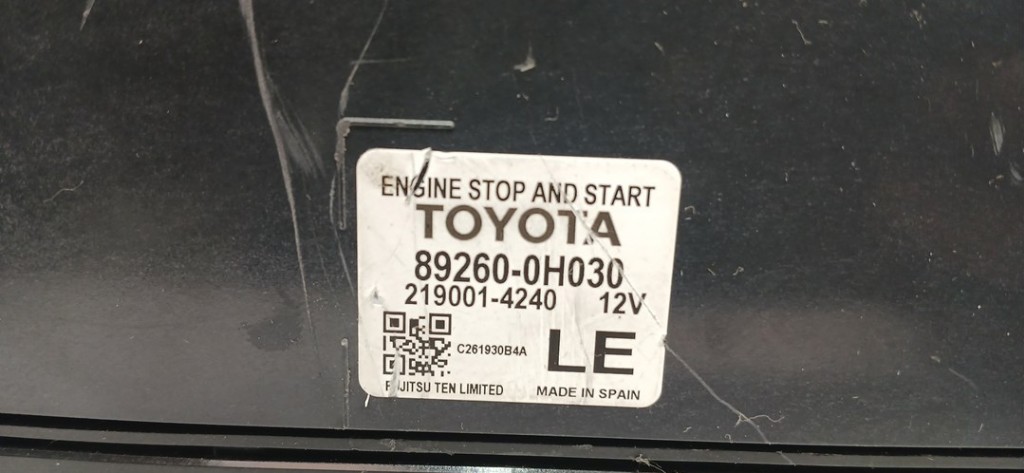 ENGINE STOP AND START
TOYOTA
89260-0H030
219001-4240 12V
C261930B4A LE
FUJITSU TEN LIMITED MADE IN SPAIN